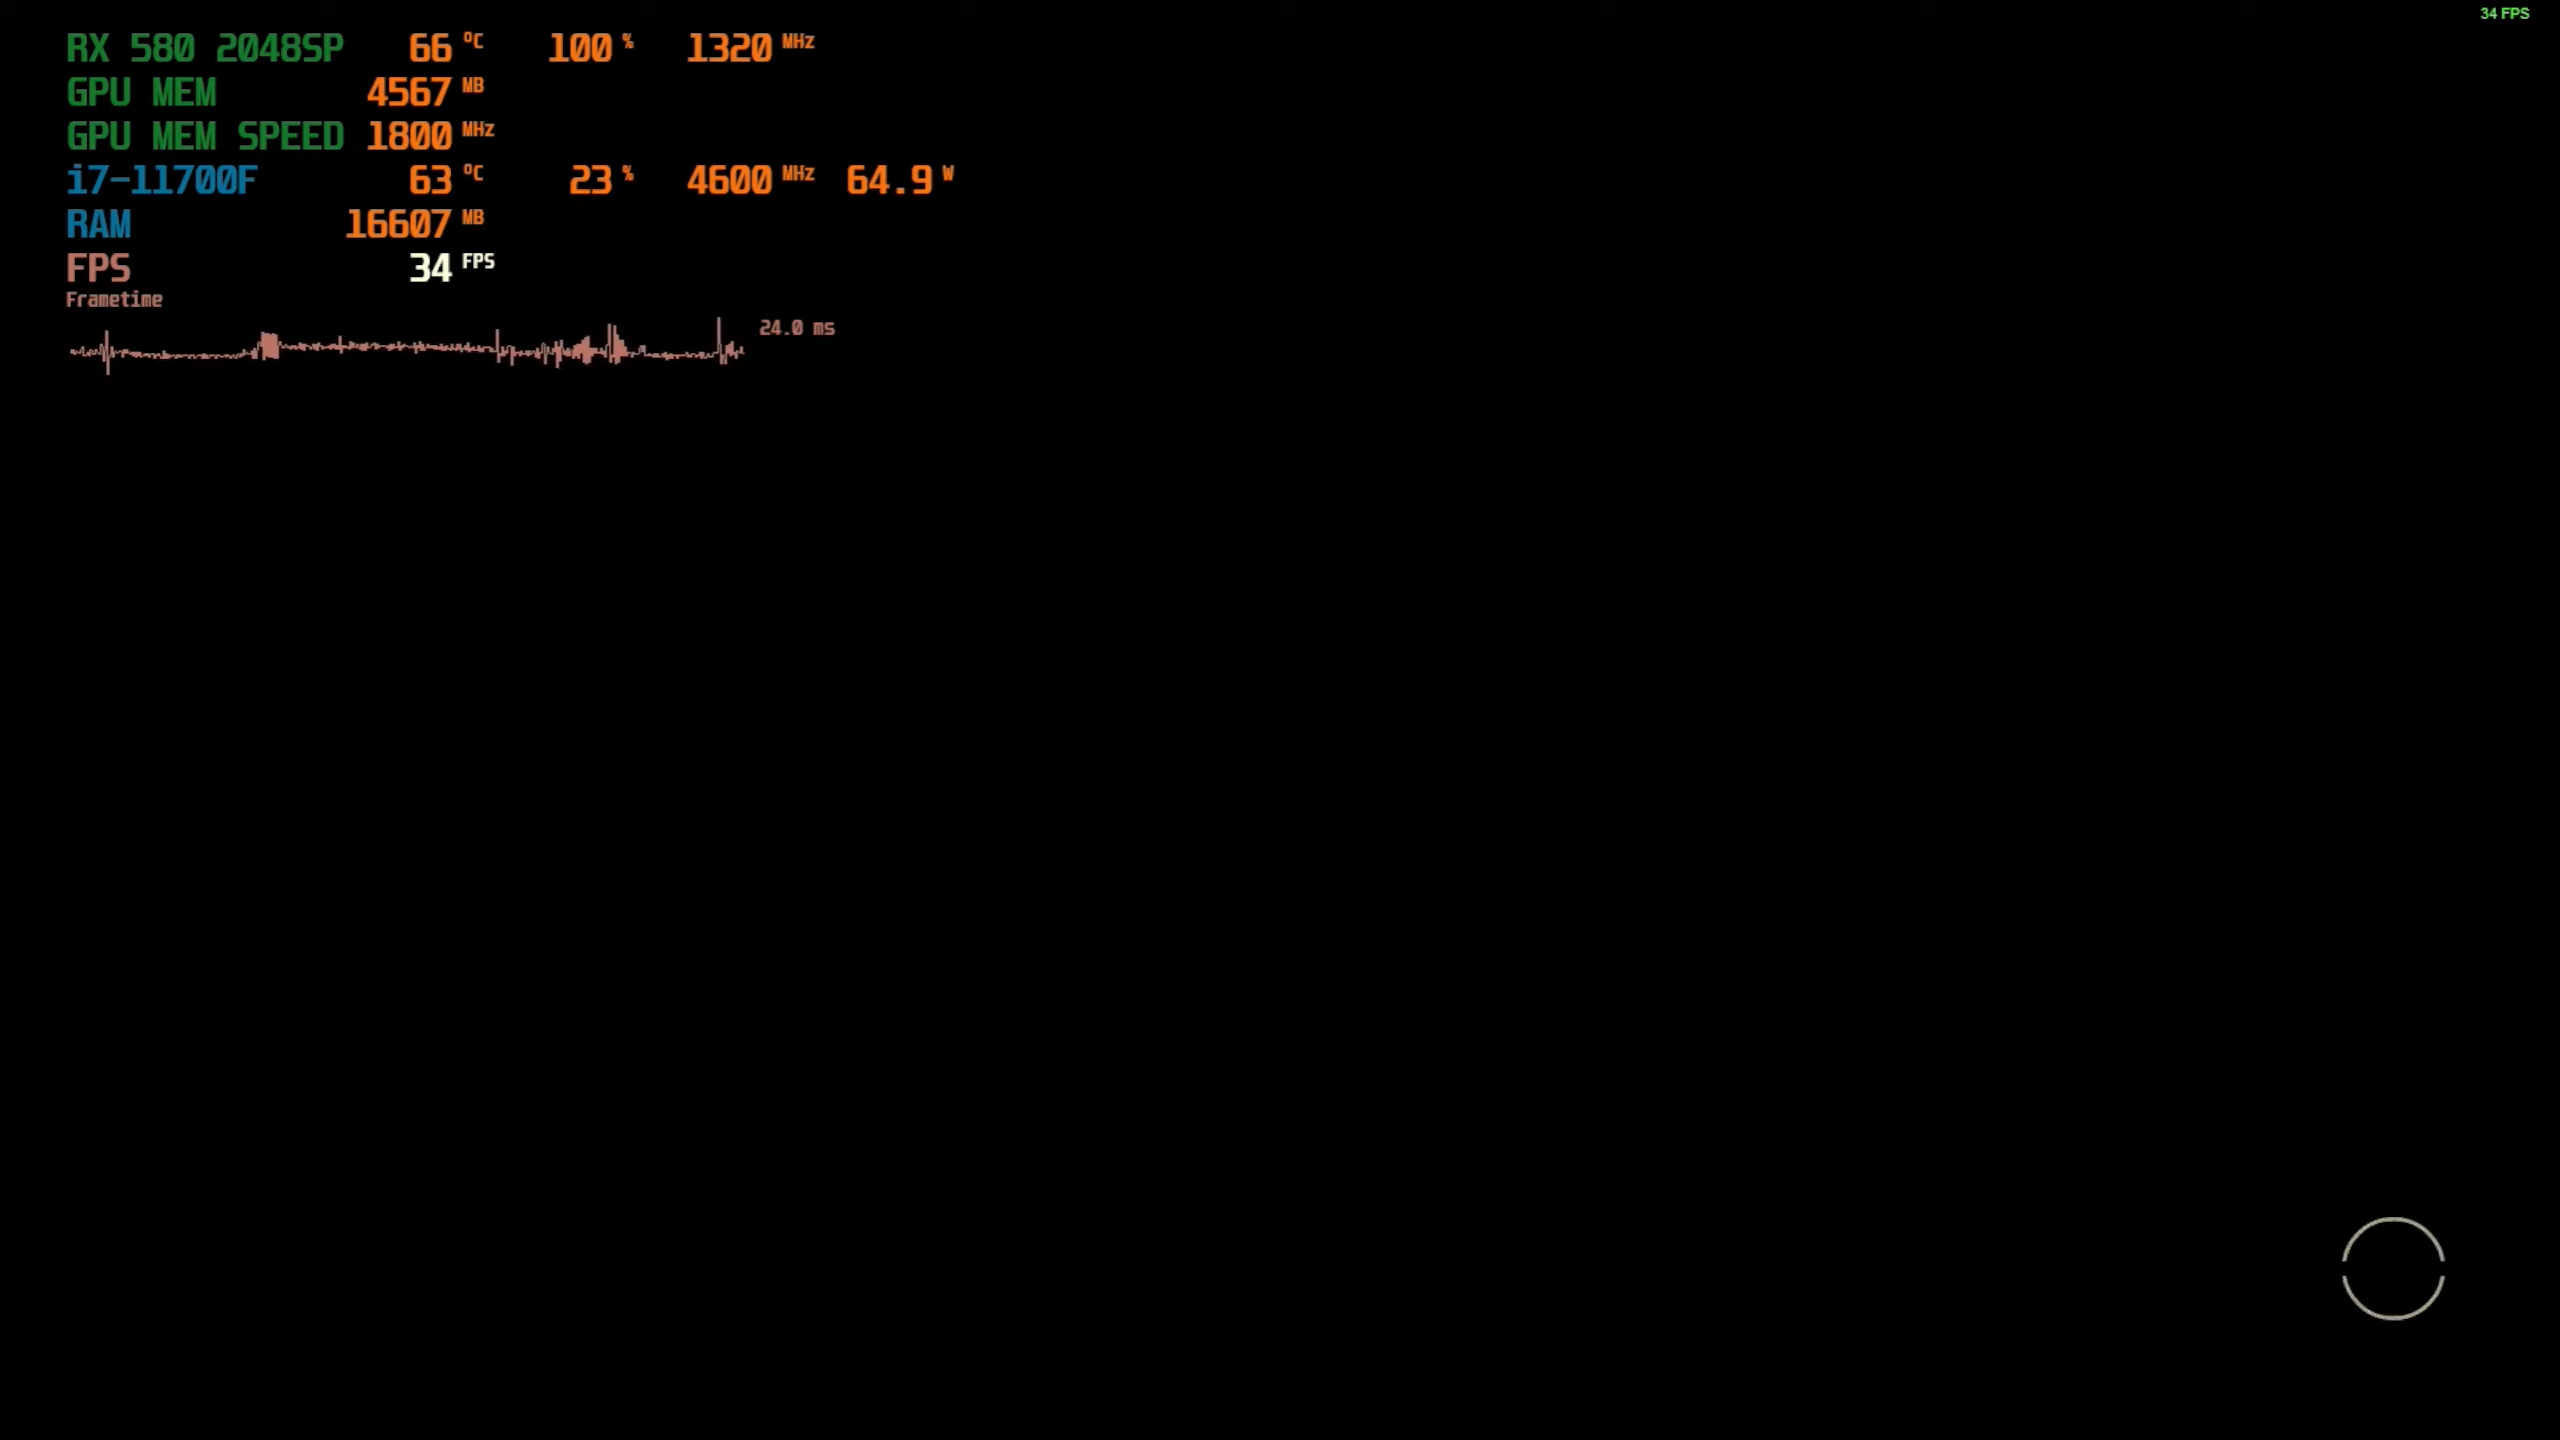 34 FPS
RX 580 2048SP 66 °C 100 % 1320 MHz
GPU MEM 4567 MB
GPU MEM SPEED 1800 MHz
i7-11700F 63 °C 23 % 4600 MHz 64.9 W
RAM 16607 MB
FPS 34 FPS
Frametime
24.0 ms